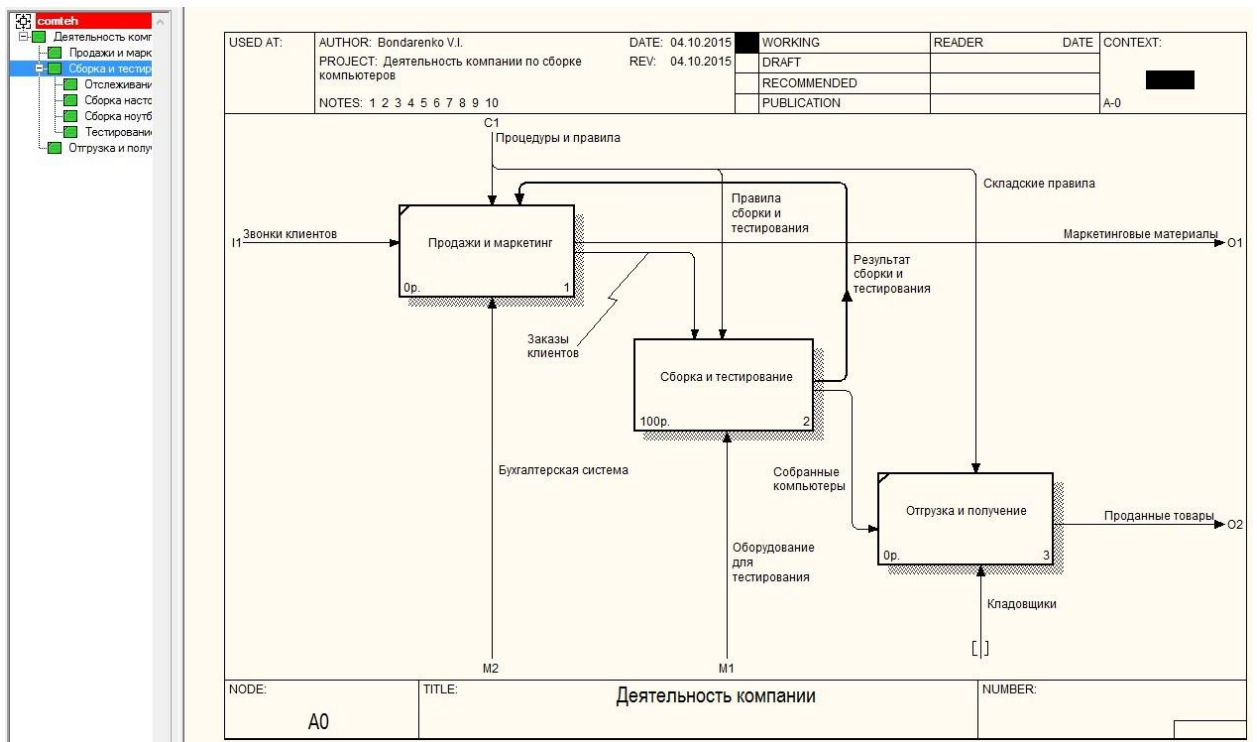 comteh
Деятельность комг
Продажи и марк
Сборка и тестир
Отслеживани
Сборка насто
Сборка ноутб
Тестировани
Отгрузка и полу
USED AT:
AUTHOR: Bondarenko V.I.
DATE: 04.10.2015
PROJECT: Деятельность компании по сборке
компьютеров
REV: 04.10.2015
NOTES: 1 2 3 4 5 6 7 8 9 10
WORKING
DRAFT
RECOMMENDED
PUBLICATION
READER DATE
CONTEXT:
A-0
C1
Процедуры и правила
Складские правила
Правила
сборки и
тестирования
I1
Звонки клиентов
Продажи и маркетинг
0р. 1
Маркетинговые материалы
O1
Результат
сборки и
тестирования
Заказы
клиентов
Сборка и тестирование
100р. 2
Бухгалтерская система
Собранные
компьютеры
Отгрузка и получение
0р. 3
Проданные товары
O2
Оборудование
для
тестирования
Кладовщики
M2
M1
NODE:
A0
TITLE:
Деятельность компании
NUMBER: